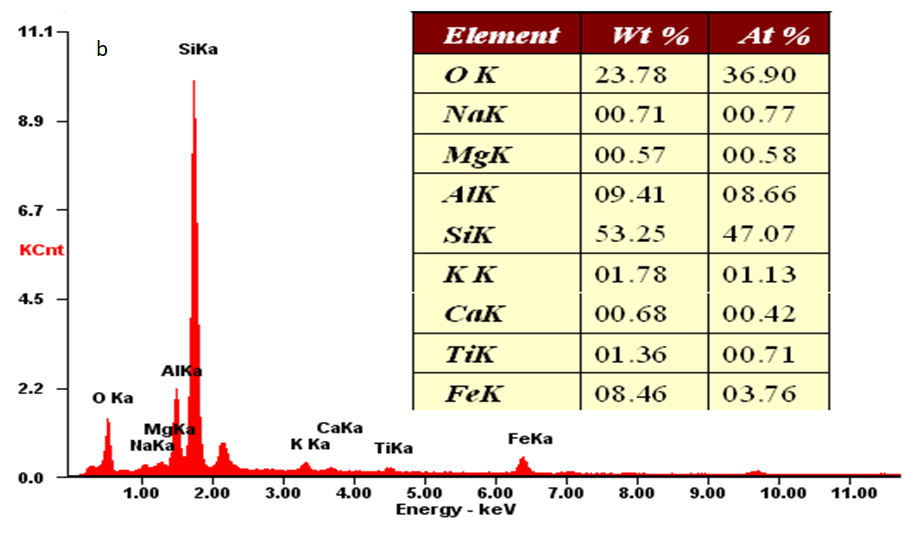 b
Element Wt % At %
O K 23.78 36.90
NaK 00.71 00.77
MgK 00.57 00.58
AlK 09.41 08.66
SiK 53.25 47.07
K K 01.78 01.13
CaK 00.68 00.42
TiK 01.36 00.71
FeK 08.46 03.76
11.1
8.9
6.7
KCnt
4.5
2.2
0.0
SiKa
AlKa
O Ka
MgKa
NaKa
K Ka
CaKa
TiKa
FeKa
1.00 2.00 3.00 4.00 5.00 6.00 7.00 8.00 9.00 10.00 11.00
Energy - keV